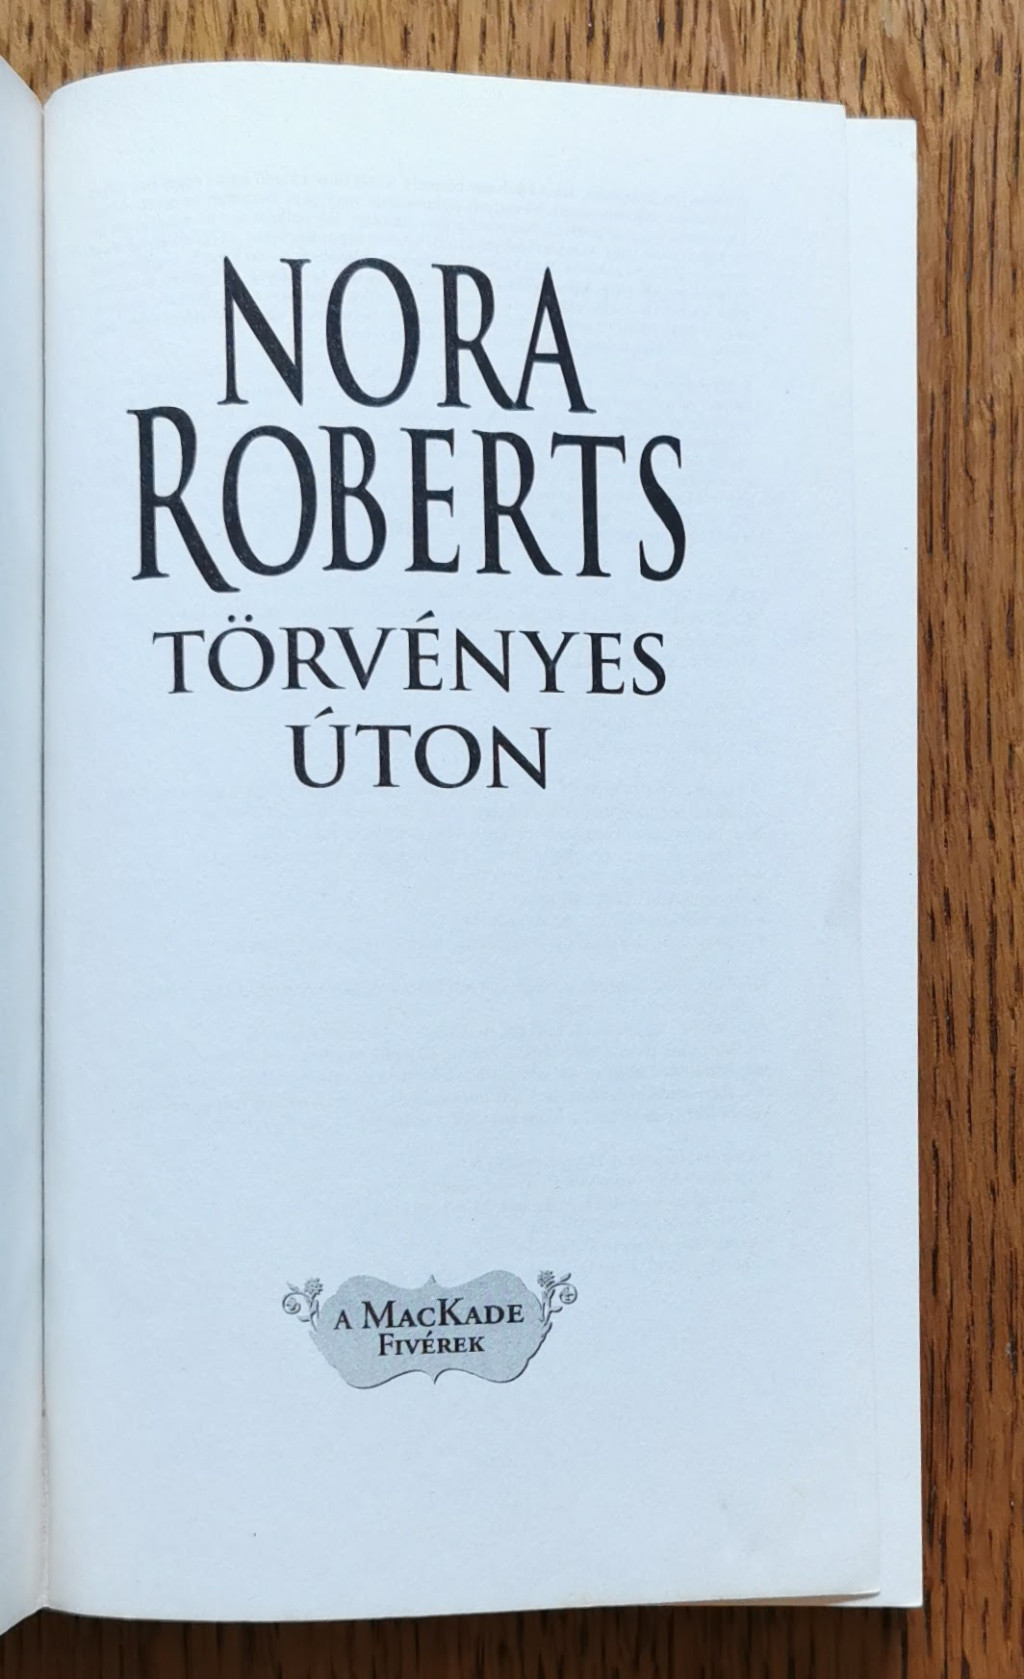 NORA
ROBERTS
TÖRVÉNYES
ÚTON
A MACKADE
FIVÉREK